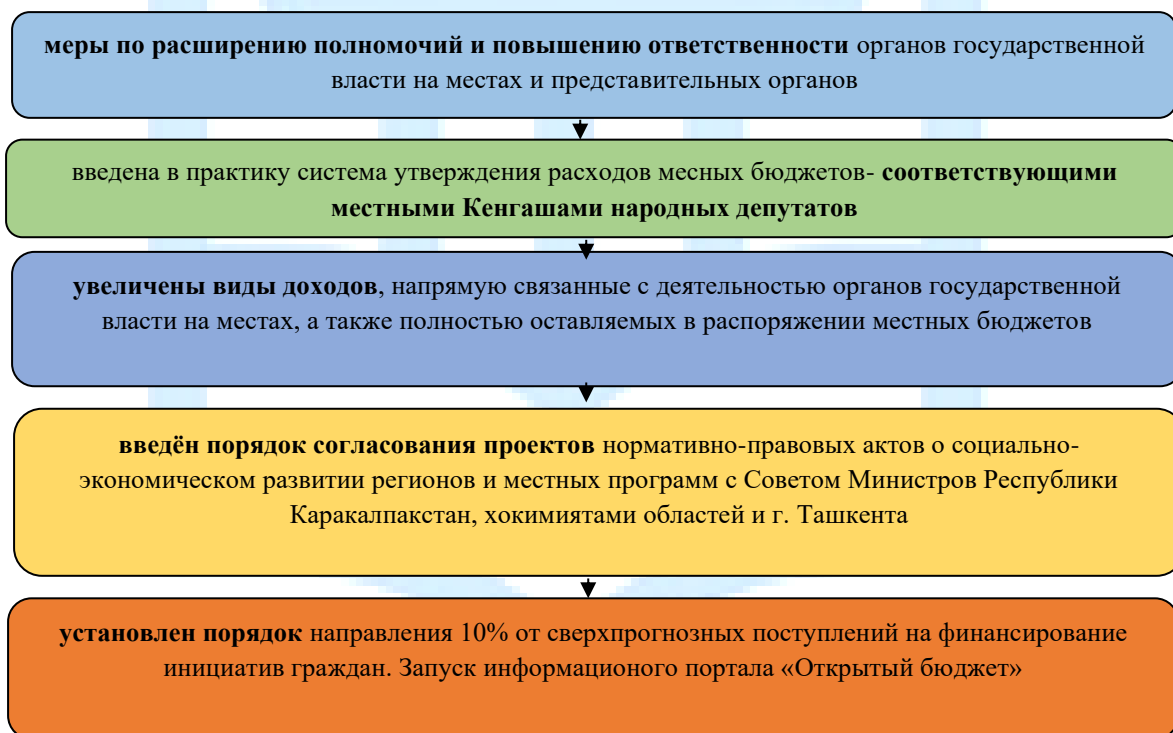 меры по расширению полномочий и повышению ответственности органов государственной
власти на местах и представительных органов
введена в практику система утверждения расходов месных бюджетов- соответствующими
местными Кенгашами народных депутатов
увеличены виды доходов, напрямую связанные с деятельностью органов государственной
власти на местах, а также полностью оставляемых в распоряжении местных бюджетов
введён порядок согласования проектов нормативно-правовых актов о социально-
экономическом развитии регионов и местных программ с Советом Министров Республики
Каракалпакстан, хокимиятами областей и г. Ташкента
установлен порядок направления 10% от сверхпрогнозных поступлений на финансирование
инициатив граждан. Запуск информационого портала «Открытый бюджет»